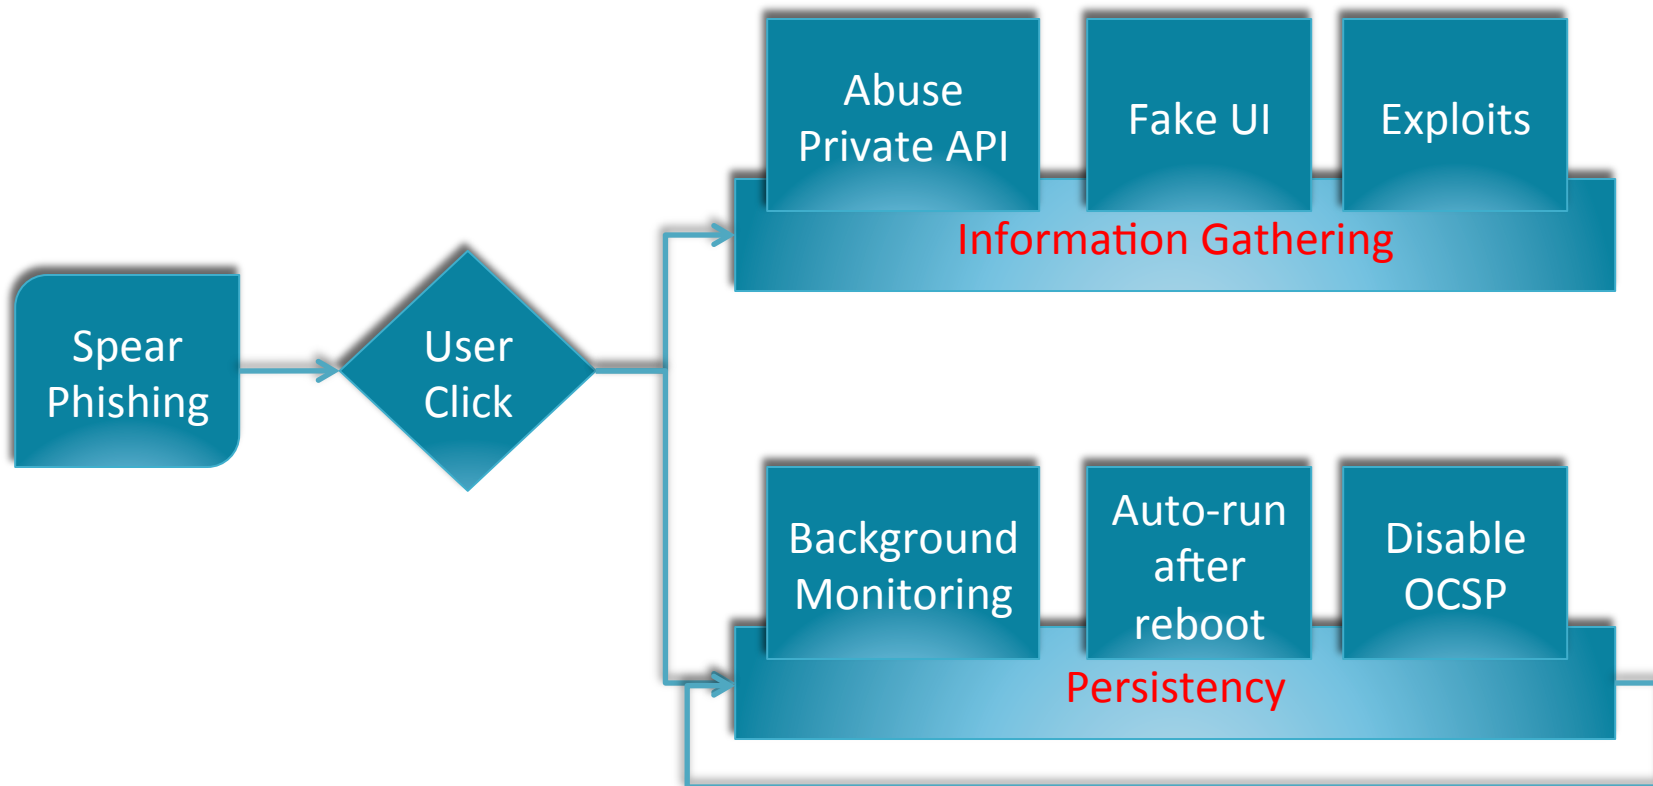 Spear
Phishing
User
Click
Abuse
Private API
Fake UI
Exploits
Information Gathering
Background
Monitoring
Auto-run
after
reboot
Disable
OCSP
Persistency